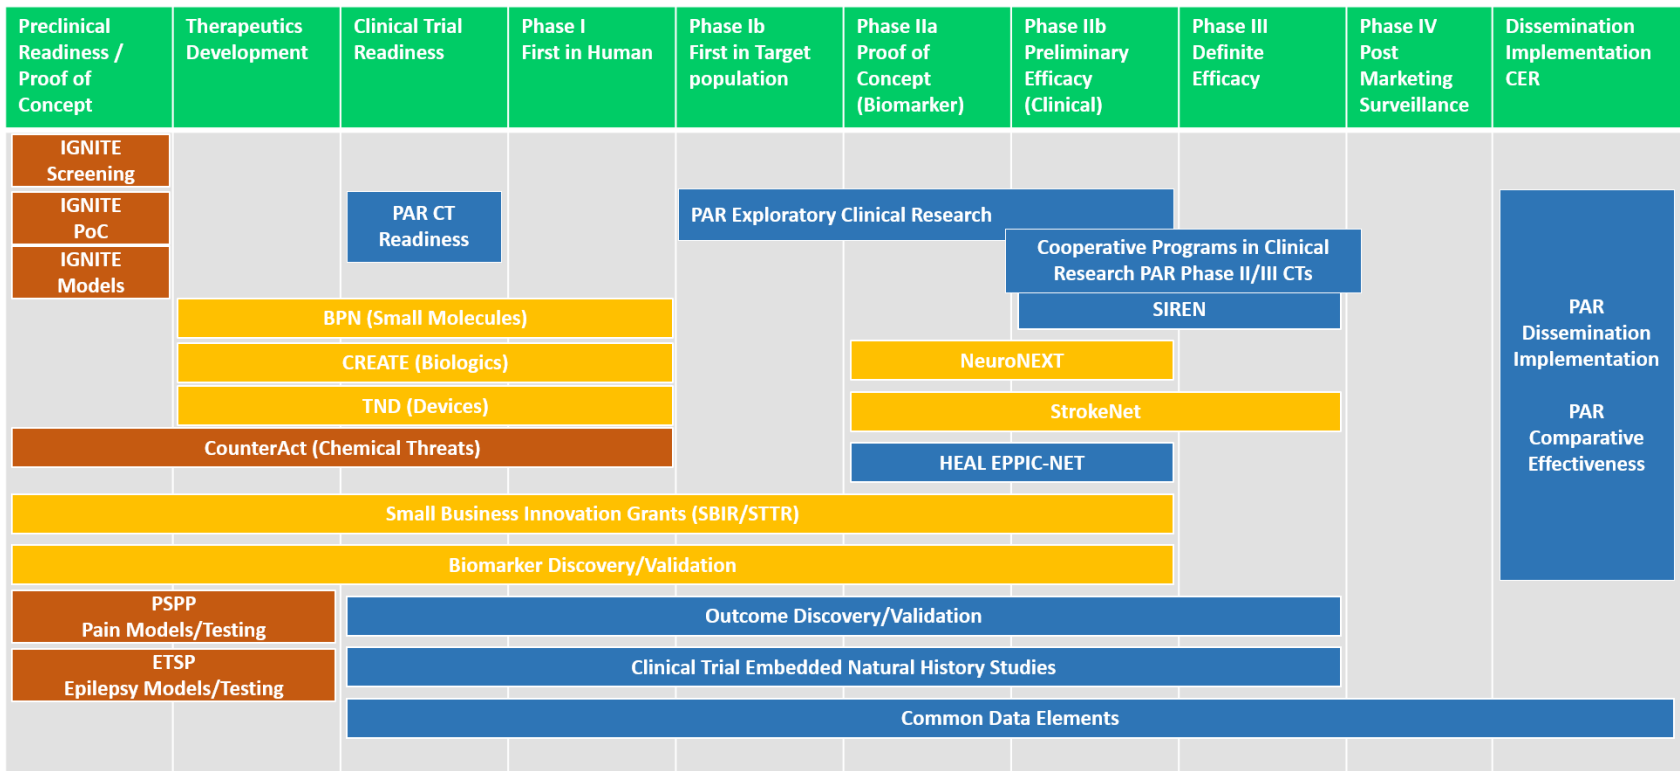 Preclinical
Readiness /
Proof of
Concept
Therapeutics
Development
Clinical Trial
Readiness
Phase I
First in Human
Phase Ib
First in Target
population
Phase IIa
Proof of
Concept
(Biomarker)
Phase IIb
Preliminary
Efficacy
(Clinical)
Phase III
Definite
Efficacy
Phase IV
Post
Marketing
Surveillance
Dissemination
Implementation
CER
IGNITE
Screening
IGNITE
PoC
IGNITE
Models
PAR CT
Readiness
PAR Exploratory Clinical Research
Cooperative Programs in Clinical
Research PAR Phase II/III CTs
SIREN
BPN (Small Molecules)
CREATE (Biologics)
NeuroNEXT
TND (Devices)
StrokeNet
CounterAct (Chemical Threats)
HEAL EPPIC-NET
PAR
Dissemination
Implementation
PAR
Comparative
Effectiveness
Small Business Innovation Grants (SBIR/STTR)
Biomarker Discovery/Validation
PSPP
Pain Models/Testing
Outcome Discovery/Validation
ETSP
Epilepsy Models/Testing
Clinical Trial Embedded Natural History Studies
Common Data Elements